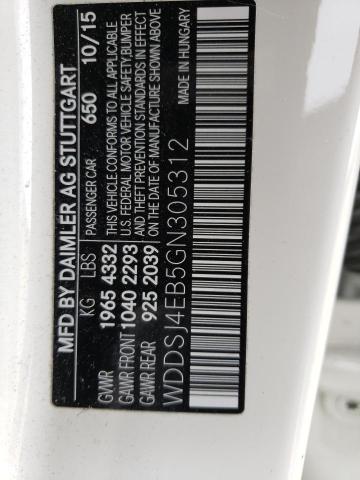 MFD BY DAIMLER AG STUTTGART
10/15
KG LBS
PASSENGER CAR 650
GVWR 1965 4332
GAWR FRONT 1040 2293
GAWR REAR 925 2039
THIS VEHICLE CONFORMS TO ALL APPLICABLE
U.S. FEDERAL MOTOR VEHICLE SAFETY, BUMPER
AND THEFT PREVENTION STANDARDS IN EFFECT
ON THE DATE OF MANUFACTURE SHOWN ABOVE
WDDSJ4EB5GN305312
MADE IN HUNGARY